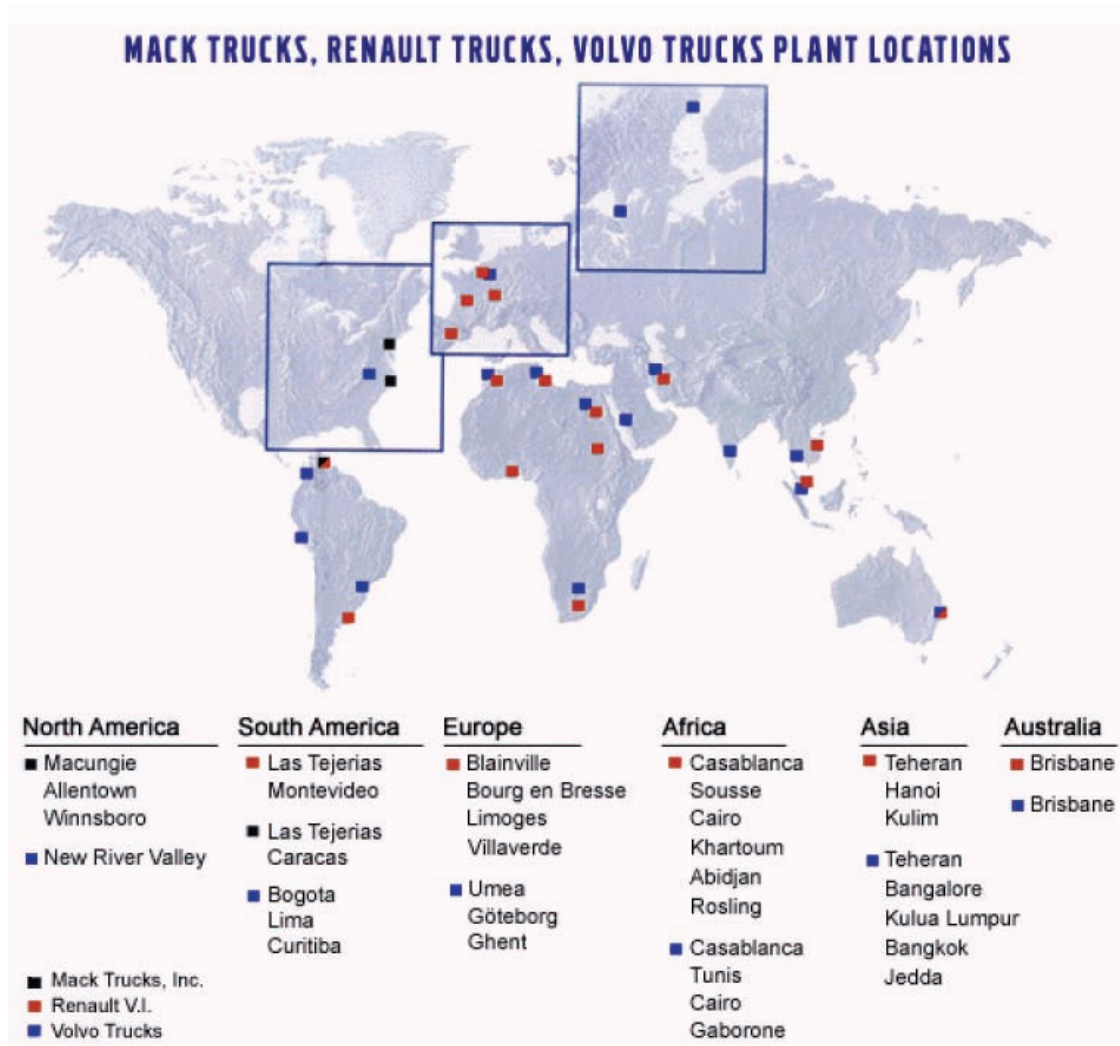 MACK TRUCKS, RENAULT TRUCKS, VOLVO TRUCKS PLANT LOCATIONS
North America
Macungie
Allentown
Winnsboro
New River Valley
South America
Las Tejerias
Montevideo
Las Tejerias
Caracas
Bogota
Lima
Curitiba
Europe
Blainville
Bourg en Bresse
Limoges
Villaverde
Umea
Göteborg
Ghent
Africa
Casablanca
Sousse
Cairo
Khartoum
Abidjan
Rosling
Casablanca
Tunis
Cairo
Gaborone
Asia
Teheran
Hanoi
Kulim
Teheran
Bangalore
Kulua Lumpur
Bangkok
Jedda
Australia
Brisbane
Brisbane
Mack Trucks, Inc.
Renault V.I.
Volvo Trucks